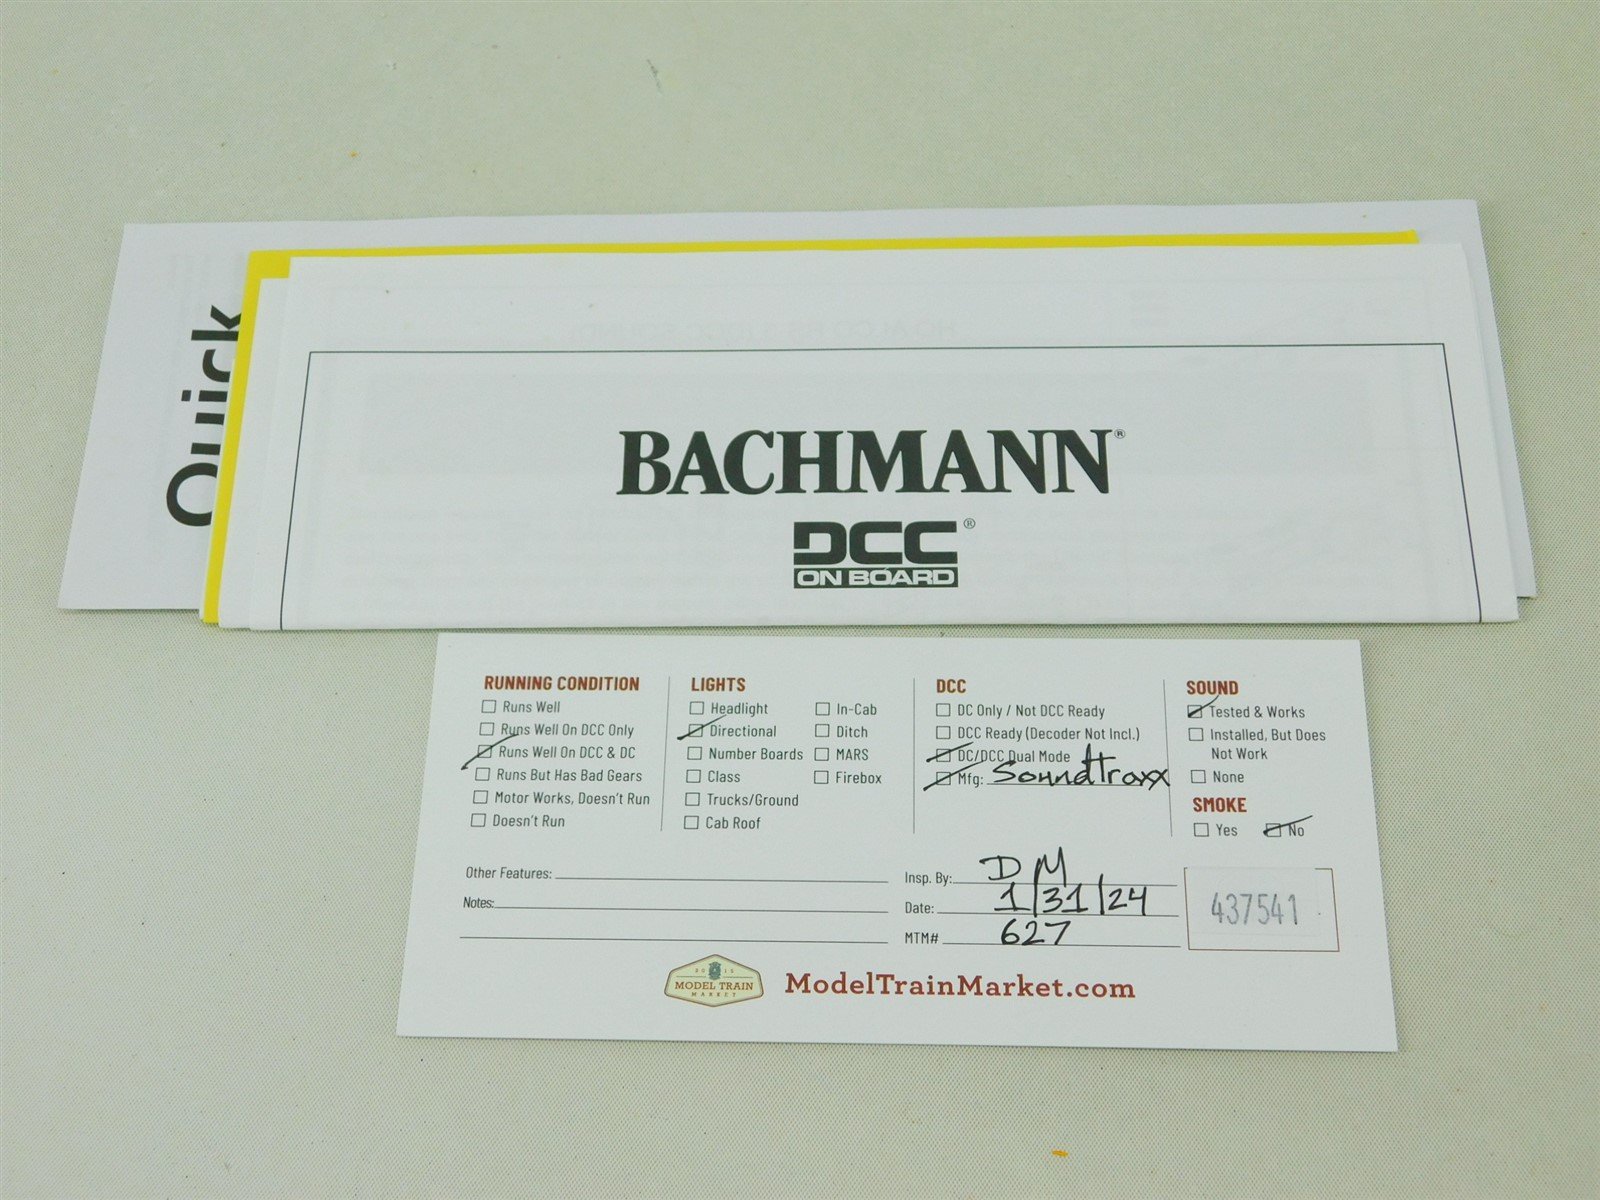 Quick
BACHMANN®
DCC®
ON BOARD
RUNNING CONDITION
☐ Runs Well
☐ Runs Well On DCC Only
☑ Runs Well On DCC & DC
☐ Runs But Has Bad Gears
☐ Motor Works, Doesn't Run
☐ Doesn't Run
LIGHTS
☐ Headlight
☑ Directional
☐ Number Boards
☐ Class
☐ Trucks/Ground
☐ Cab Roof
☐ In-Cab
☐ Ditch
☐ MARS
☐ Firebox
DCC
☐ DC Only / Not DCC Ready
☐ DCC Ready (Decoder Not Incl.)
☑ DC/DCC Dual Mode
☑ Mfg: Soundtraxx
SOUND
☑ Tested & Works
☐ Installed, But Does
Not Work
☐ None
SMOKE
☐ Yes ☑ No
Other Features:
Notes:
Insp. By: DM
Date: 1/31/24
MTM# 627
437541
2015
MODEL TRAIN
MARKET
ModelTrainMarket.com